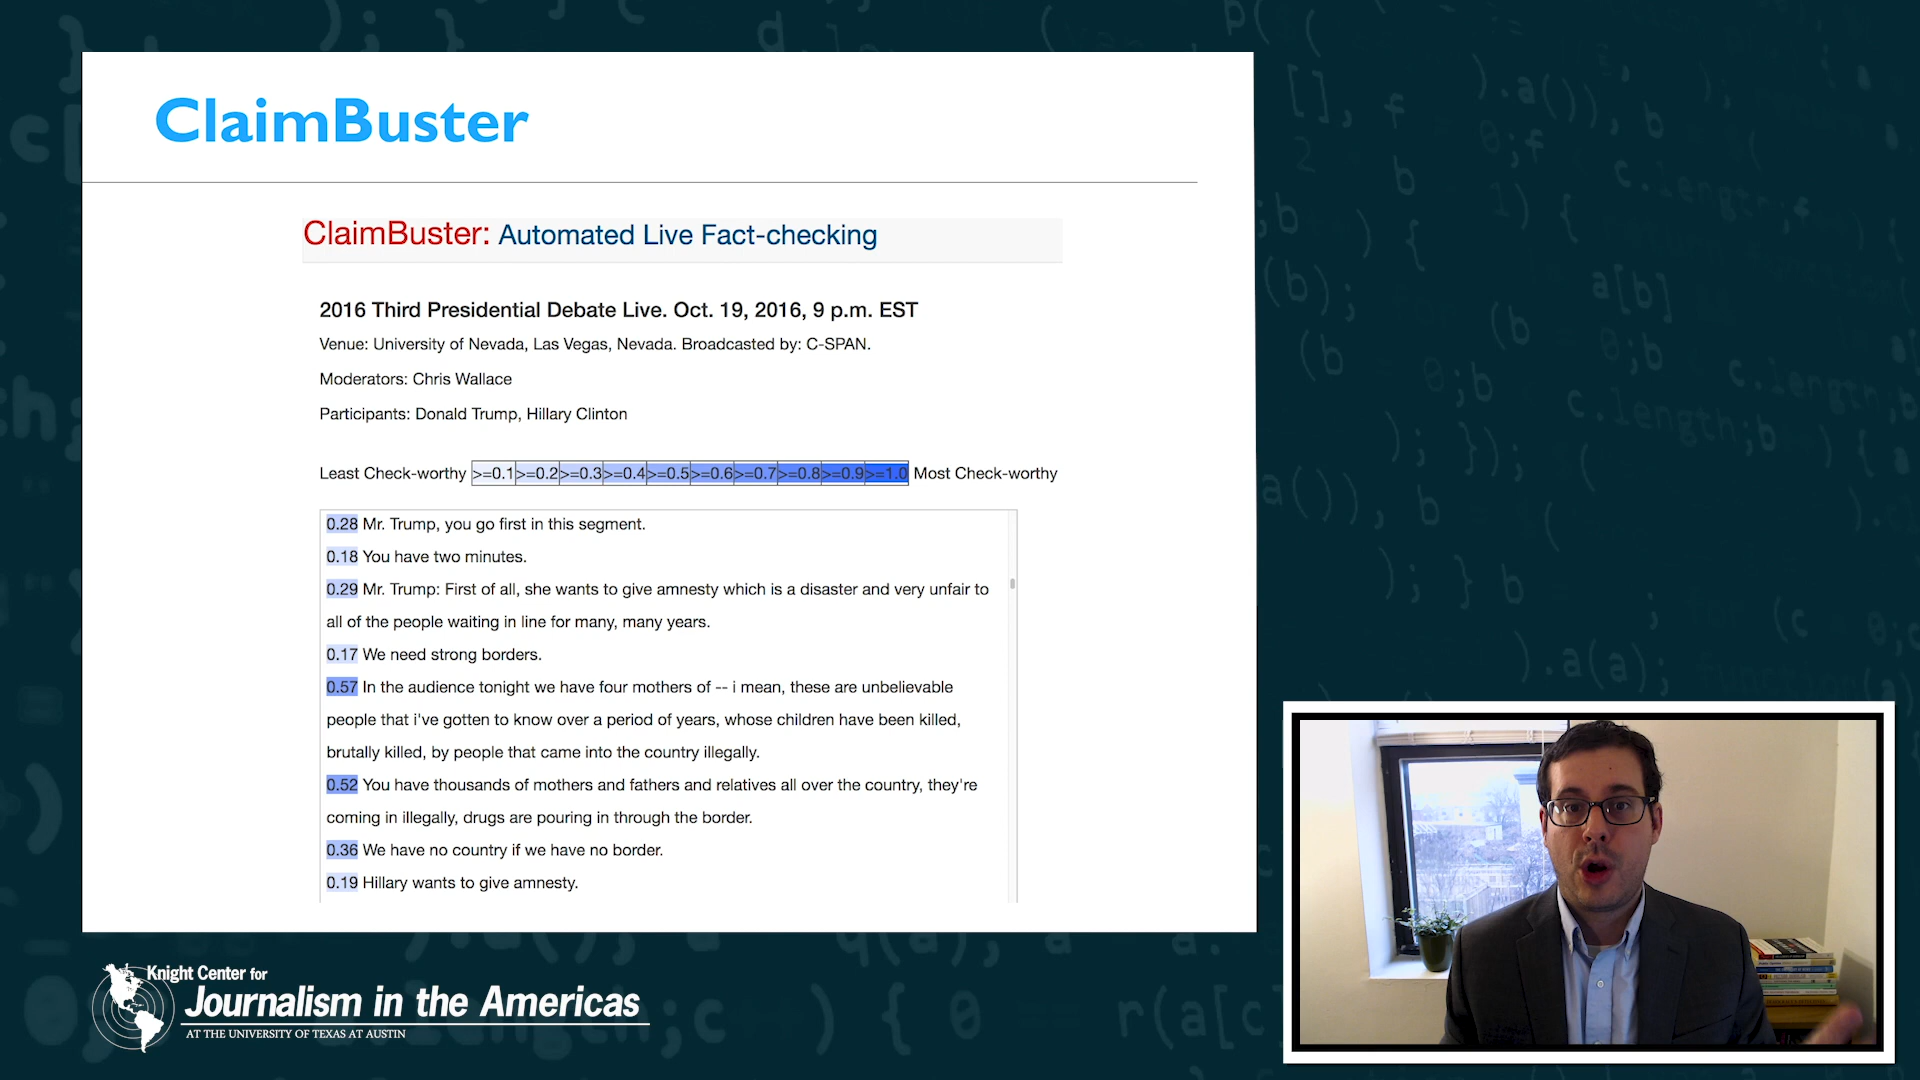 ClaimBuster
ClaimBuster: Automated Live Fact-checking
2016 Third Presidential Debate Live. Oct. 19, 2016, 9 p.m. EST
Venue: University of Nevada, Las Vegas, Nevada. Broadcasted by: C-SPAN.
Moderators: Chris Wallace
Participants: Donald Trump, Hillary Clinton
Least Check-worthy >=0.1 >=0.2 >=0.3 >=0.4 >=0.5 >=0.6 >=0.7 >=0.8 >=0.9 >=1.0 Most Check-worthy
0.28 Mr. Trump, you go first in this segment.
0.18 You have two minutes.
0.29 Mr. Trump: First of all, she wants to give amnesty which is a disaster and very unfair to
all of the people waiting in line for many, many years.
0.17 We need strong borders.
0.57 In the audience tonight we have four mothers of -- i mean, these are unbelievable
people that i've gotten to know over a period of years, whose children have been killed,
brutally killed, by people that came into the country illegally.
0.52 You have thousands of mothers and fathers and relatives all over the country, they're
coming in illegally, drugs are pouring in through the border.
0.36 We have no country if we have no border.
0.19 Hillary wants to give amnesty.
Knight Center for
Journalism in the Americas
AT THE UNIVERSITY OF TEXAS AT AUSTIN